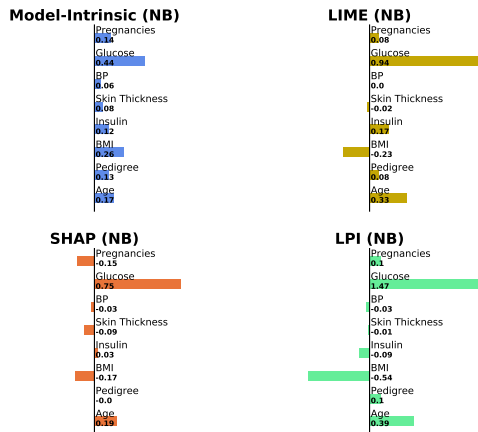 Model-Intrinsic (NB)
Pregnancies
0.14
Glucose
0.44
BP
0.06
Skin Thickness
0.08
Insulin
0.12
BMI
0.26
Pedigree
0.13
Age
0.17
LIME (NB)
Pregnancies
0.08
Glucose
0.94
BP
0.0
Skin Thickness
-0.02
Insulin
0.17
BMI
-0.23
Pedigree
0.08
Age
0.33
SHAP (NB)
Pregnancies
-0.15
Glucose
0.75
BP
-0.03
Skin Thickness
-0.09
Insulin
0.03
BMI
-0.17
Pedigree
-0.0
Age
0.19
LPI (NB)
Pregnancies
0.1
Glucose
1.47
BP
-0.03
Skin Thickness
-0.01
Insulin
-0.09
BMI
-0.54
Pedigree
0.1
Age
0.39